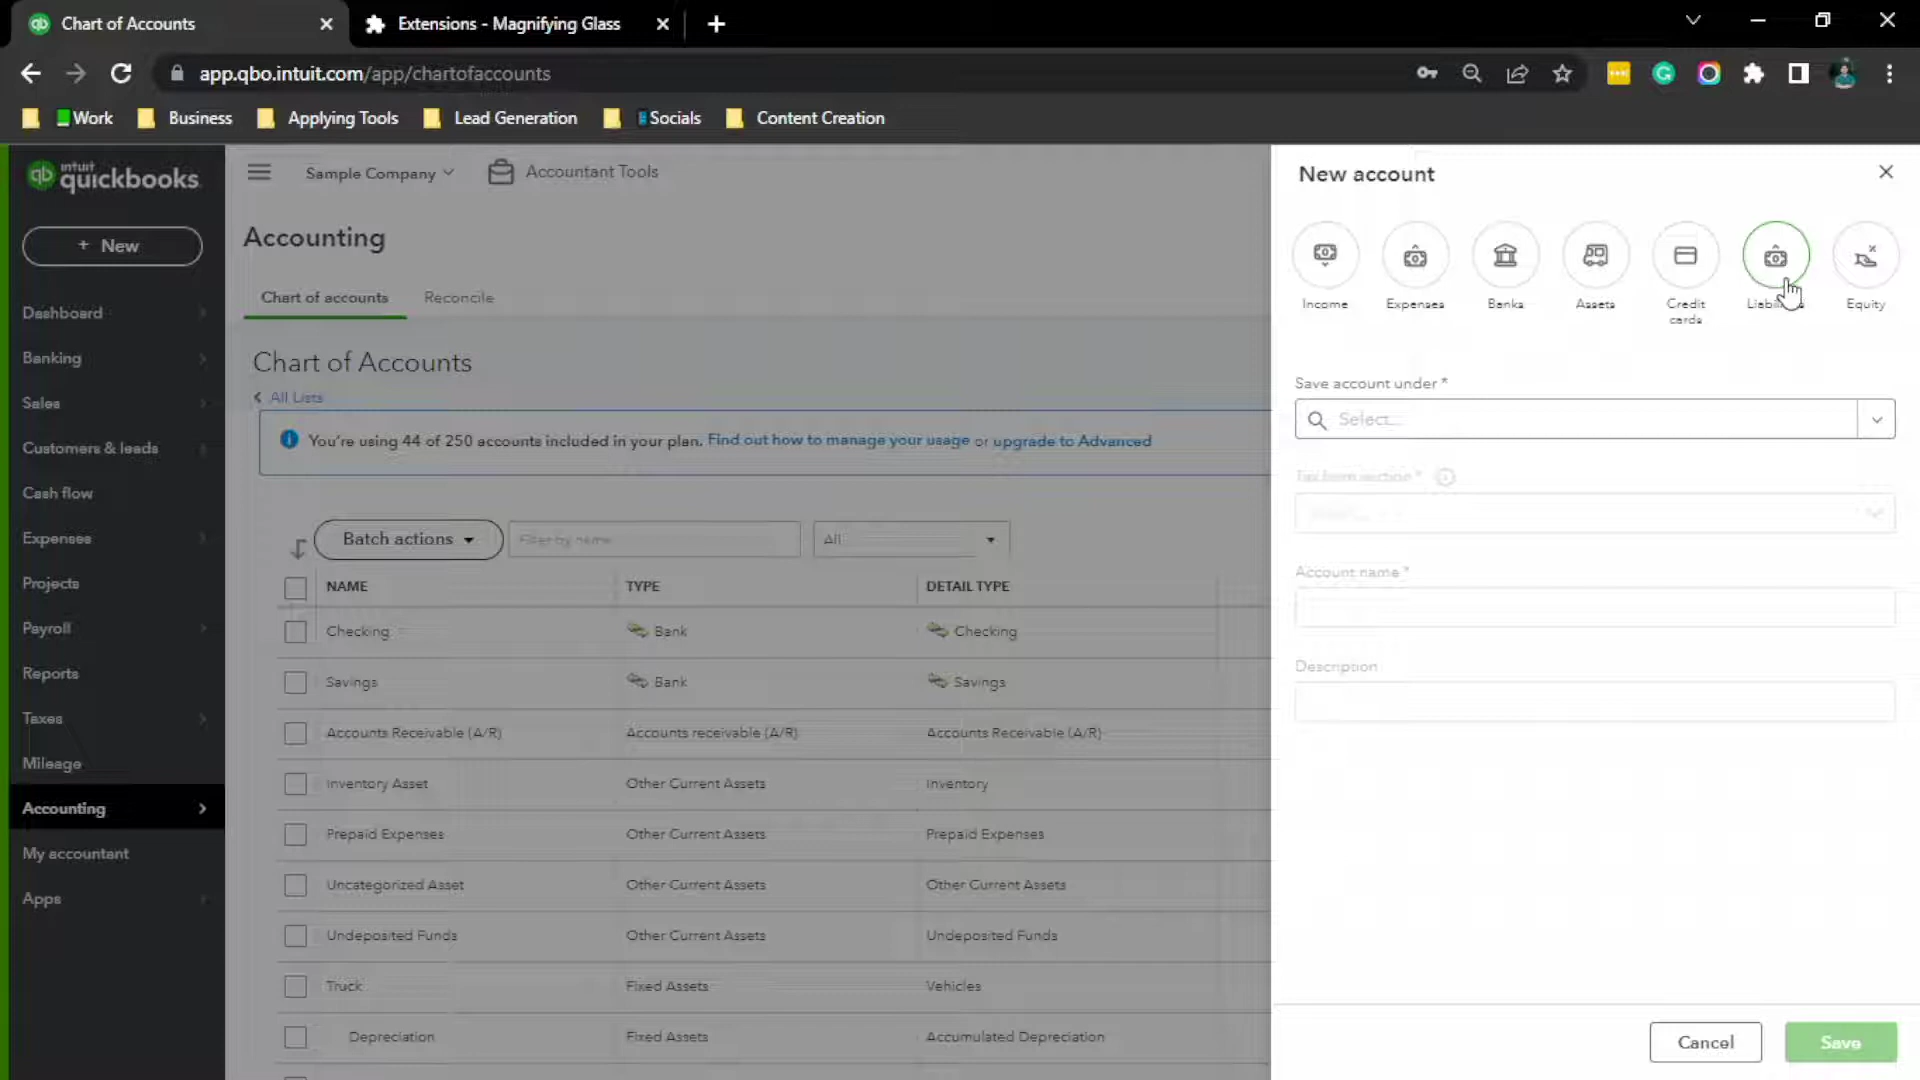 Chart of Accounts
Extensions - Magnifying Glass
app.qbo.intuit.com/app/chartofaccounts
Work
Business
Applying Tools
Lead Generation
Socials
Content Creation
intuit
quickbooks
Sample Company
Accountant Tools
+ New
Accounting
Chart of accounts
Reconcile
Dashboard
Banking
Sales
Customers & leads
Cash flow
Expenses
Projects
Payroll
Reports
Taxes
Mileage
Accounting
My accountant
Apps
Chart of Accounts
All Lists
You're using 44 of 250 accounts included in your plan. Find out how to manage your usage or upgrade to Advanced
Batch actions
Filter by name
All
NAME TYPE DETAIL TYPE
Checking Bank Checking
Savings Bank Savings
Accounts Receivable (A/R) Accounts receivable (A/R) Accounts Receivable (A/R)
Inventory Asset Other Current Assets Inventory
Prepaid Expenses Other Current Assets Prepaid Expenses
Uncategorized Asset Other Current Assets Other Current Assets
Undeposited Funds Other Current Assets Undeposited Funds
Truck Fixed Assets Vehicles
Depreciation Fixed Assets Accumulated Depreciation
New account
Income
Expenses
Banks
Assets
Credit
cards
Equity
Save account under *
Select...
Tax form section *
Account name *
Description
Cancel
Save